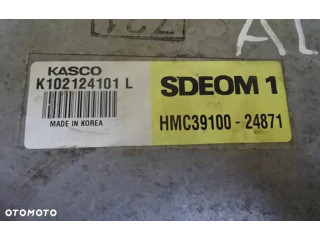 KASCO
K102124101 L
MADE IN KOREA
SDEOM 1
HMC39100 - 24871
OTOMOTO